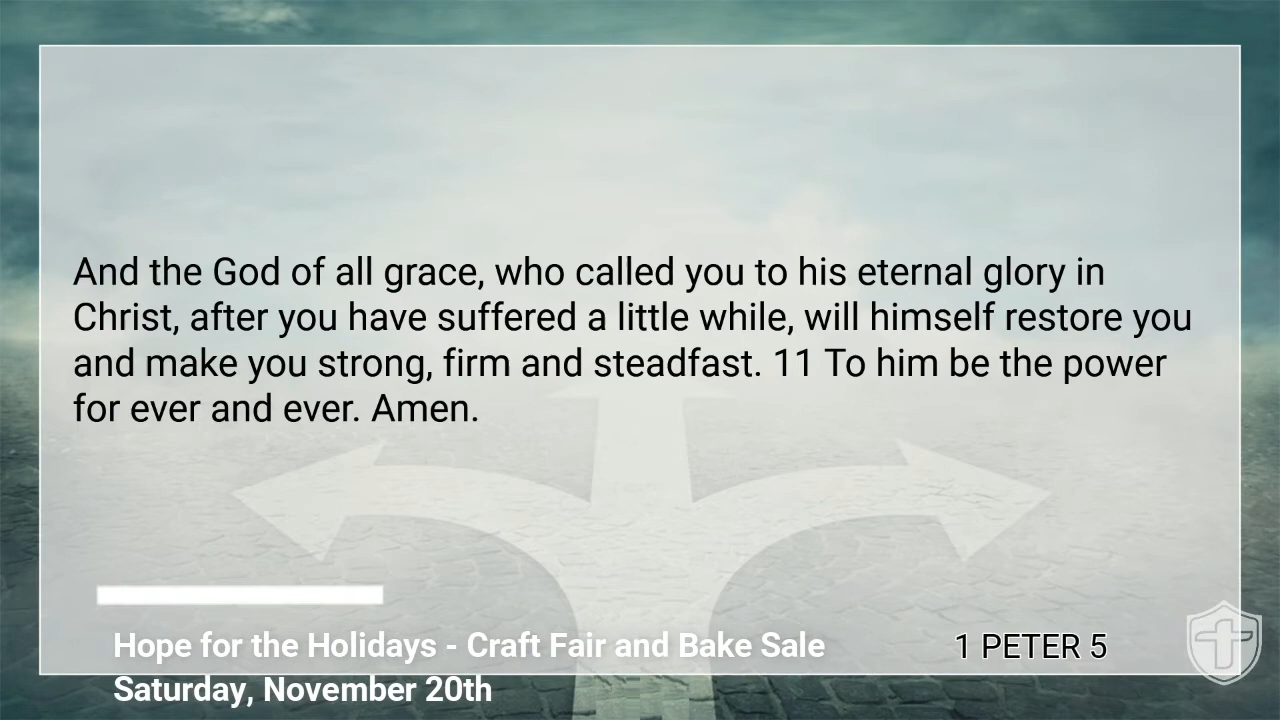 And the God of all grace, who called you to his eternal glory in
Christ, after you have suffered a little while, will himself restore you
and make you strong, firm and steadfast. 11 To him be the power
for ever and ever. Amen.
Hope for the Holidays - Craft Fair and Bake Sale
Saturday, November 20th
1 PETER 5